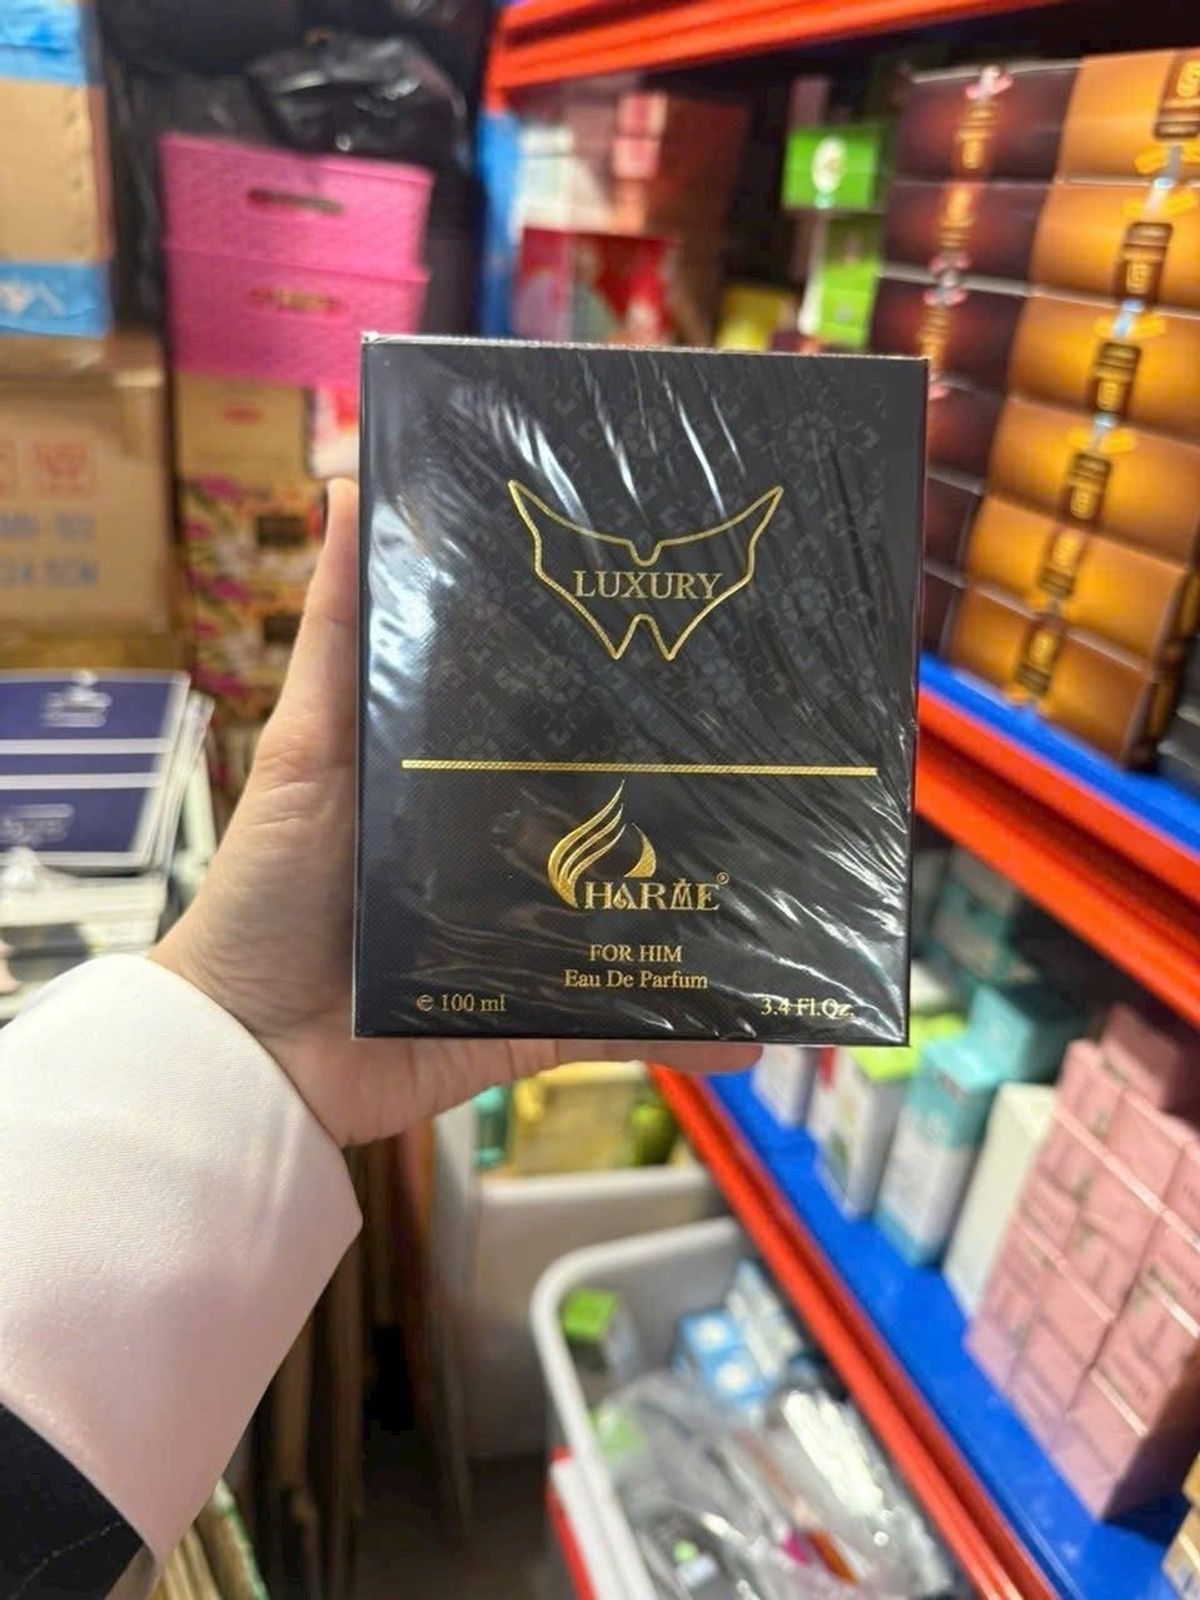 LUXURY
CHARME®
FOR HIM
Eau De Parfum
℮ 100 ml
3.4 Fl.Oz.